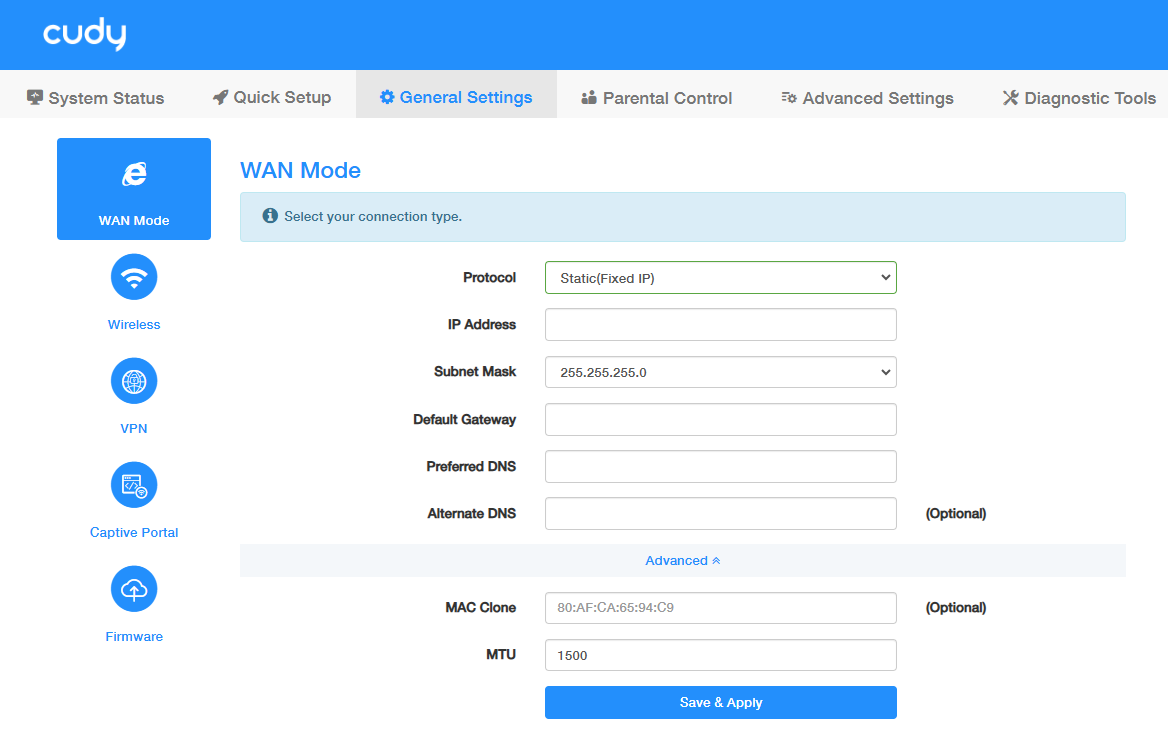 cudy
System Status Quick Setup General Settings Parental Control Advanced Settings Diagnostic Tools
WAN Mode
Wireless
VPN
Captive Portal
Firmware
WAN Mode
Select your connection type.
Protocol Static(Fixed IP)
IP Address
Subnet Mask 255.255.255.0
Default Gateway
Preferred DNS
Alternate DNS (Optional)
Advanced
MAC Clone 80:AF:CA:65:94:C9 (Optional)
MTU 1500
Save & Apply